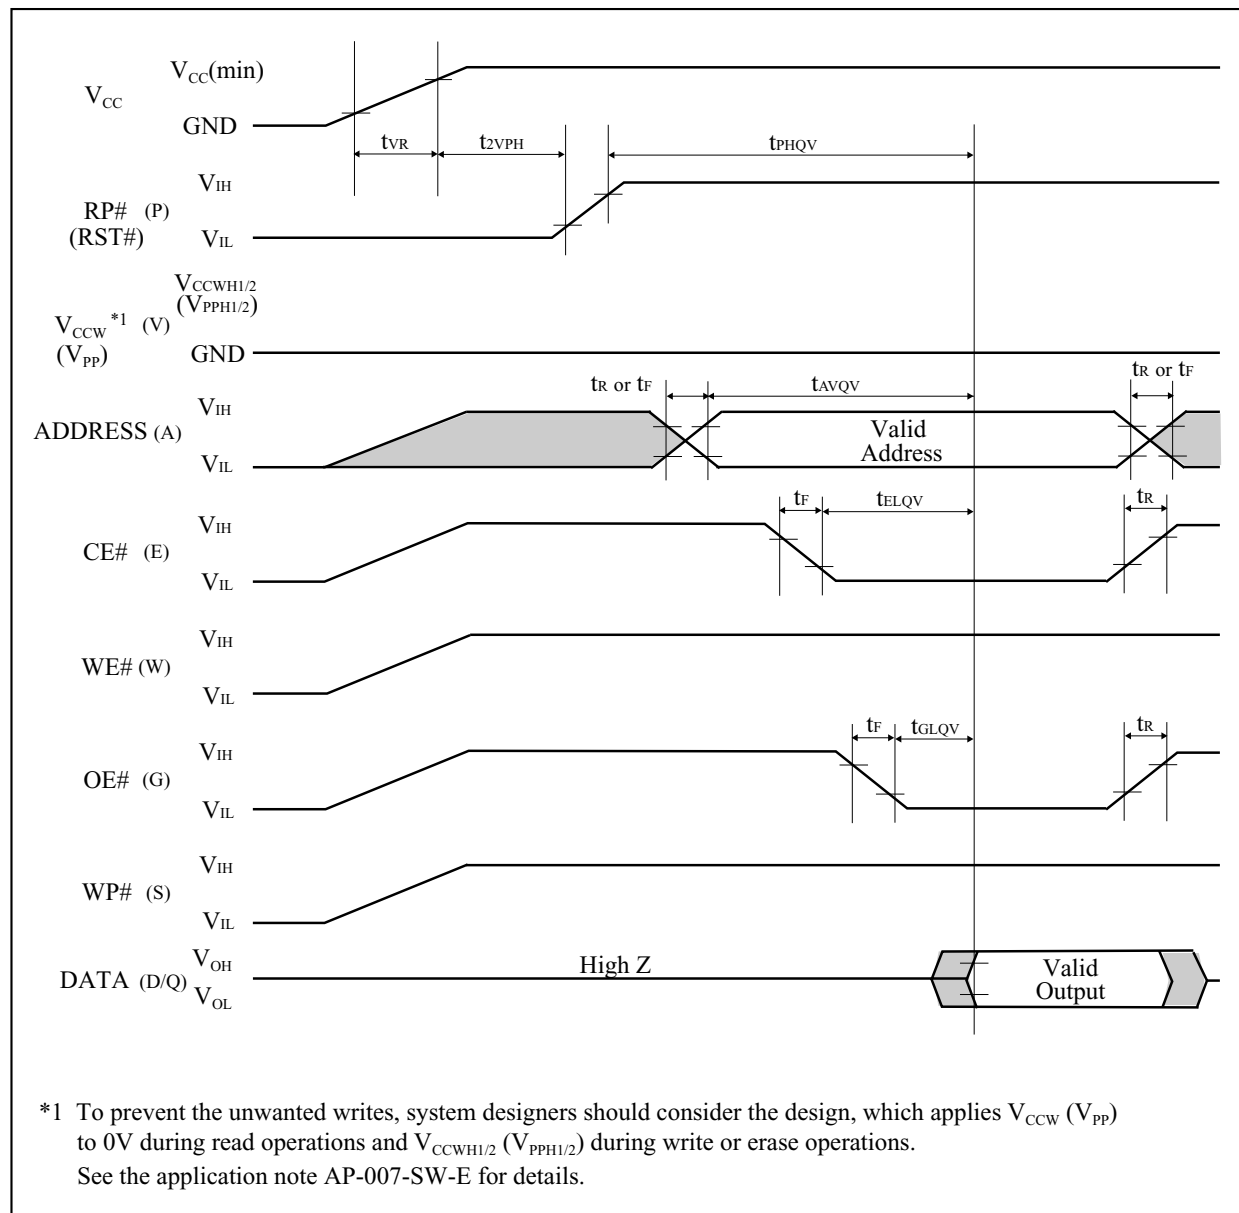 VCC(min)
VCC
GND
tVR
t2VPH
tPHQV
VIH
RP# (P)
(RST#)
VIL
VCCWH1/2
(VPPH1/2)
VCCW *1 (V)
(VPP)
GND
tR or tF
tAVQV
tR or tF
VIH
ADDRESS (A)
Valid
Address
VIL
tF
tELQV
tR
VIH
CE# (E)
VIL
VIH
WE# (W)
VIL
tF
tGLQV
tR
VIH
OE# (G)
VIL
VIH
WP# (S)
VIL
VOH
High Z
DATA (D/Q)
Valid
Output
VOL
*1 To prevent the unwanted writes, system designers should consider the design, which applies VCCW (VPP)
to 0V during read operations and VCCWH1/2 (VPPH1/2) during write or erase operations.
See the application note AP-007-SW-E for details.